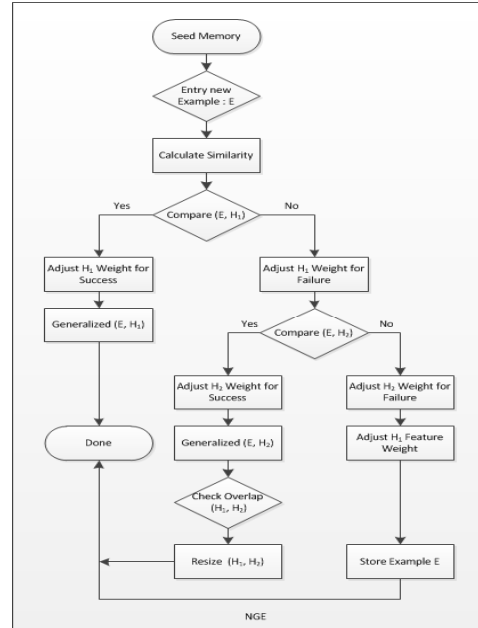 Seed Memory
Entry new
Example : E
Calculate Similarity
Compare (E, H₁)
Yes
No
Adjust H₁ Weight for
Success
Adjust H₁ Weight for
Failure
Generalized (E, H₁)
Compare (E, H₂)
Yes
No
Adjust H₂ Weight for
Success
Adjust H₂ Weight for
Failure
Done
Generalized (E, H₂)
Adjust H₁ Feature
Weight
Check Overlap
(H₁, H₂)
Resize (H₁, H₂)
Store Example E
NGE